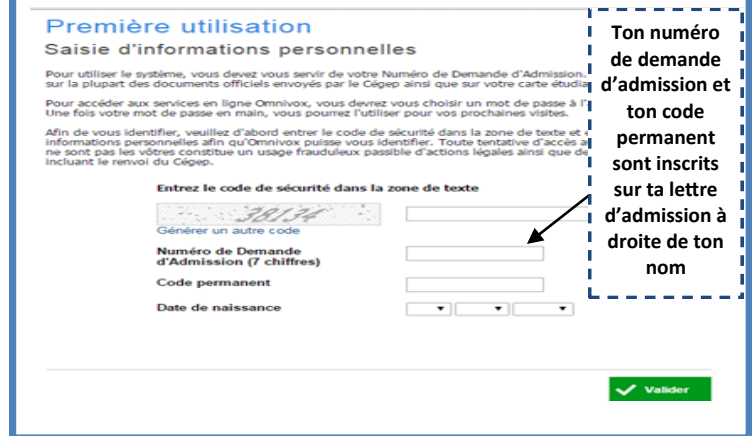 Première utilisation
Saisie d'informations personnelles
Pour utiliser le système, vous devez vous servir de votre Numéro de Demande d'Admission.
sur la plupart des documents officiels envoyés par le Cégep ainsi que sur votre carte étudia
Pour accéder aux services en ligne Omnivox, vous devrez vous choisir un mot de passe à l'
Une fois votre mot de passe en main, vous pourrez l'utiliser pour vos prochaines visites.
Afin de vous identifier, veuillez d'abord entrer le code de sécurité dans la zone de texte et
informations personnelles afin qu'Omnivox puisse vous identifier. Toute tentative d'accès a
ne sont pas les vôtres constitue un usage frauduleux passible d'actions légales ainsi que de
incluant le renvoi du Cégep.
Entrez le code de sécurité dans la zone de texte
38134
Générer un autre code
Numéro de Demande
d'Admission (7 chiffres)
Code permanent
Date de naissance
Valider
Ton numéro
de demande
d'admission et
ton code
permanent
sont inscrits
sur ta lettre
d'admission à
droite de ton
nom